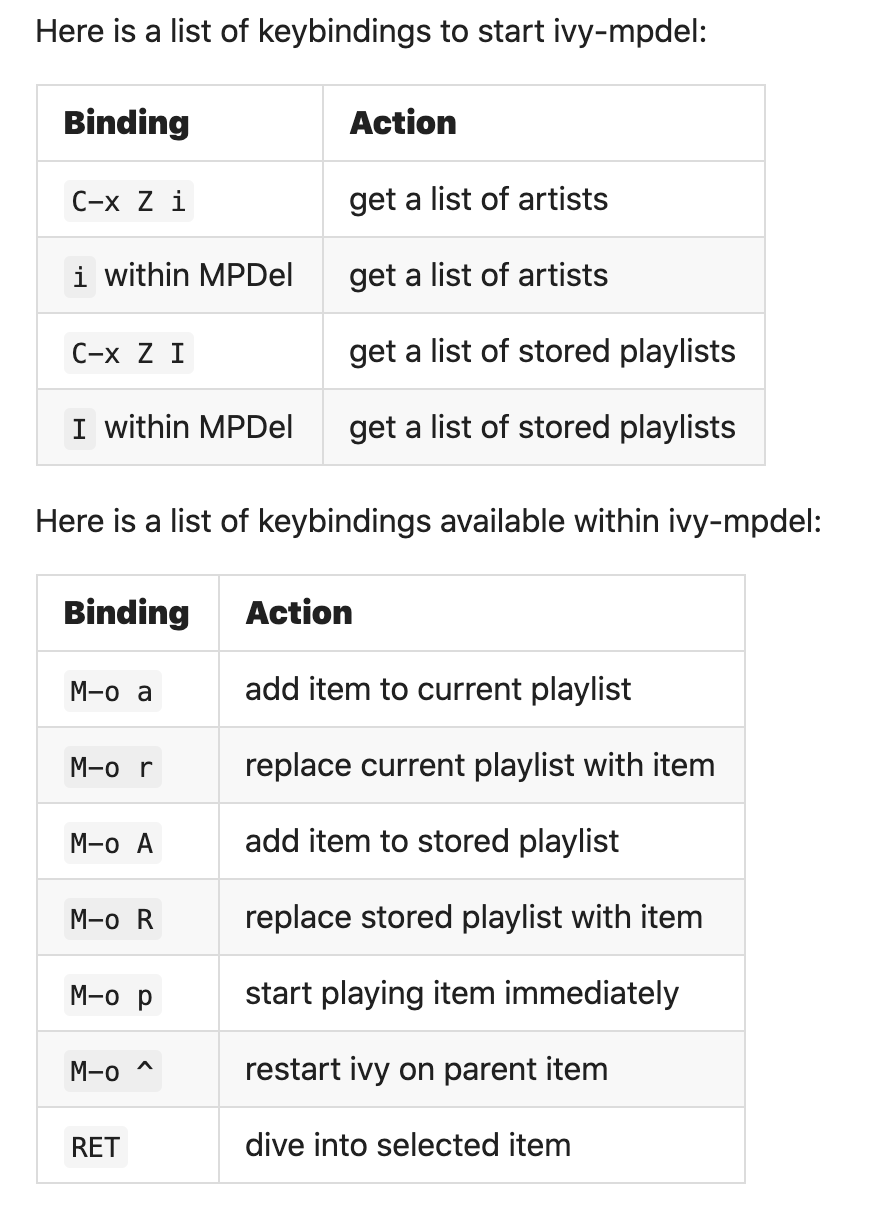 Here is a list of keybindings to start ivy-mpdel:
Binding Action
C-x Z i get a list of artists
i within MPDel get a list of artists
C-x Z I get a list of stored playlists
I within MPDel get a list of stored playlists
Here is a list of keybindings available within ivy-mpdel:
Binding Action
M-o a add item to current playlist
M-o r replace current playlist with item
M-o A add item to stored playlist
M-o R replace stored playlist with item
M-o p start playing item immediately
M-o ^ restart ivy on parent item
RET dive into selected item